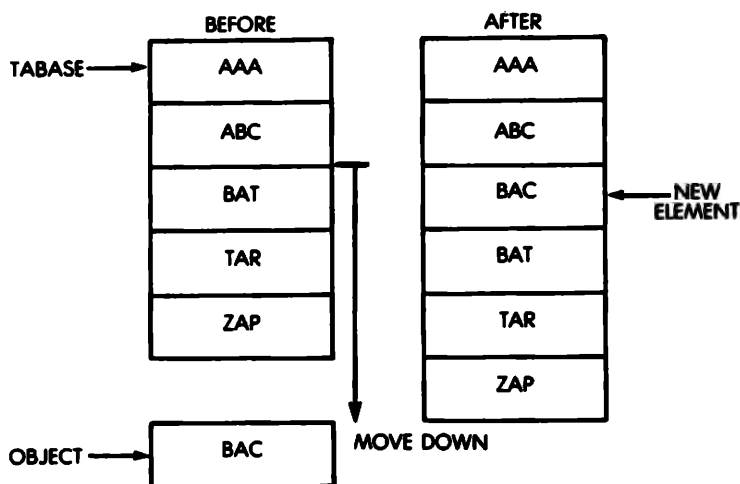 BEFORE
AFTER
TABASE
AAA
ABC
BAT
TAR
ZAP
AAA
ABC
BAC
BAT
TAR
ZAP
NEW
ELEMENT
MOVE DOWN
OBJECT
BAC